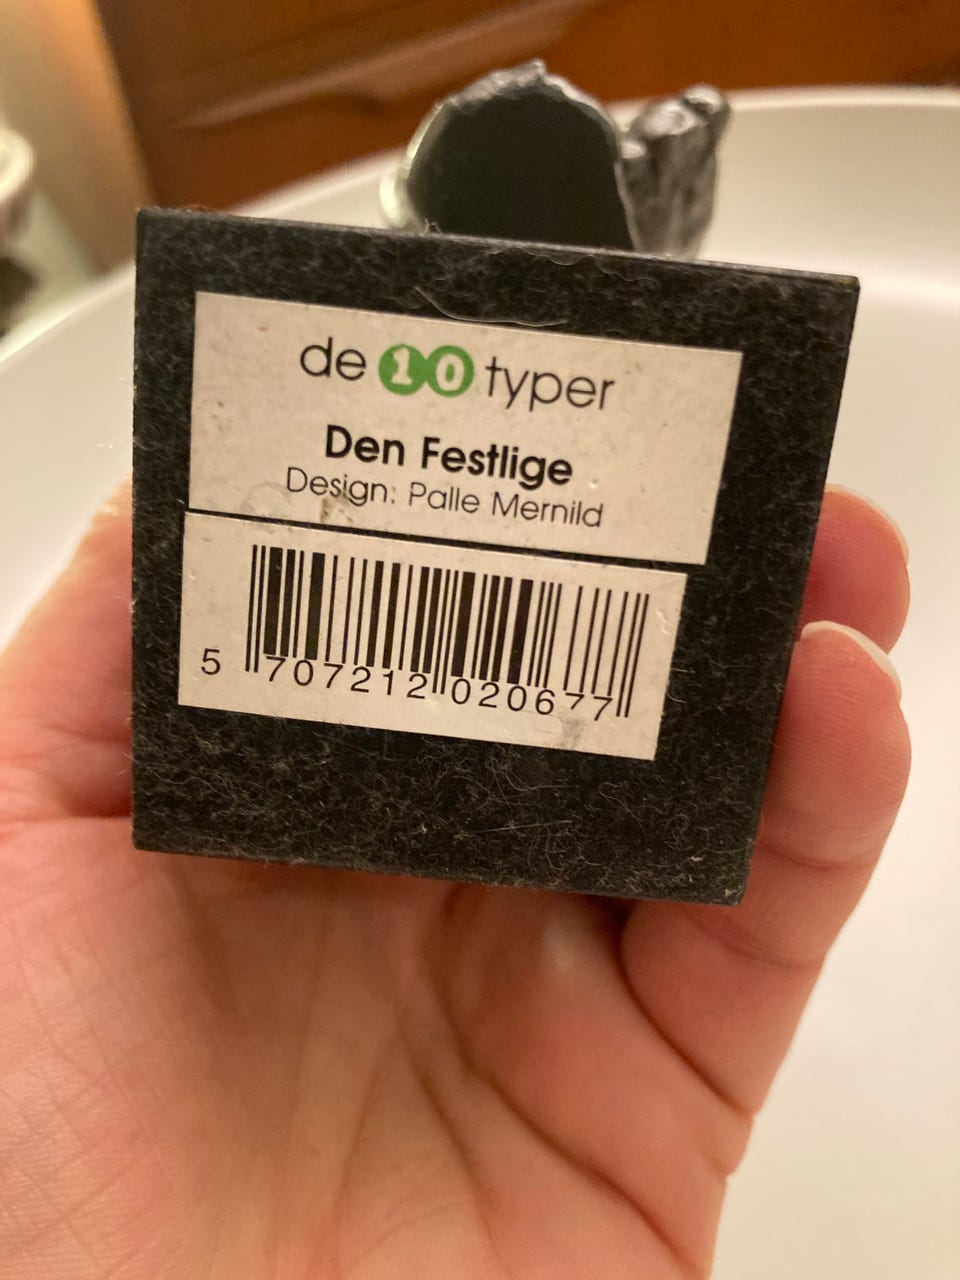 de 10 typer
Den Festlige
Design: Palle Mernild
5 707212 020677